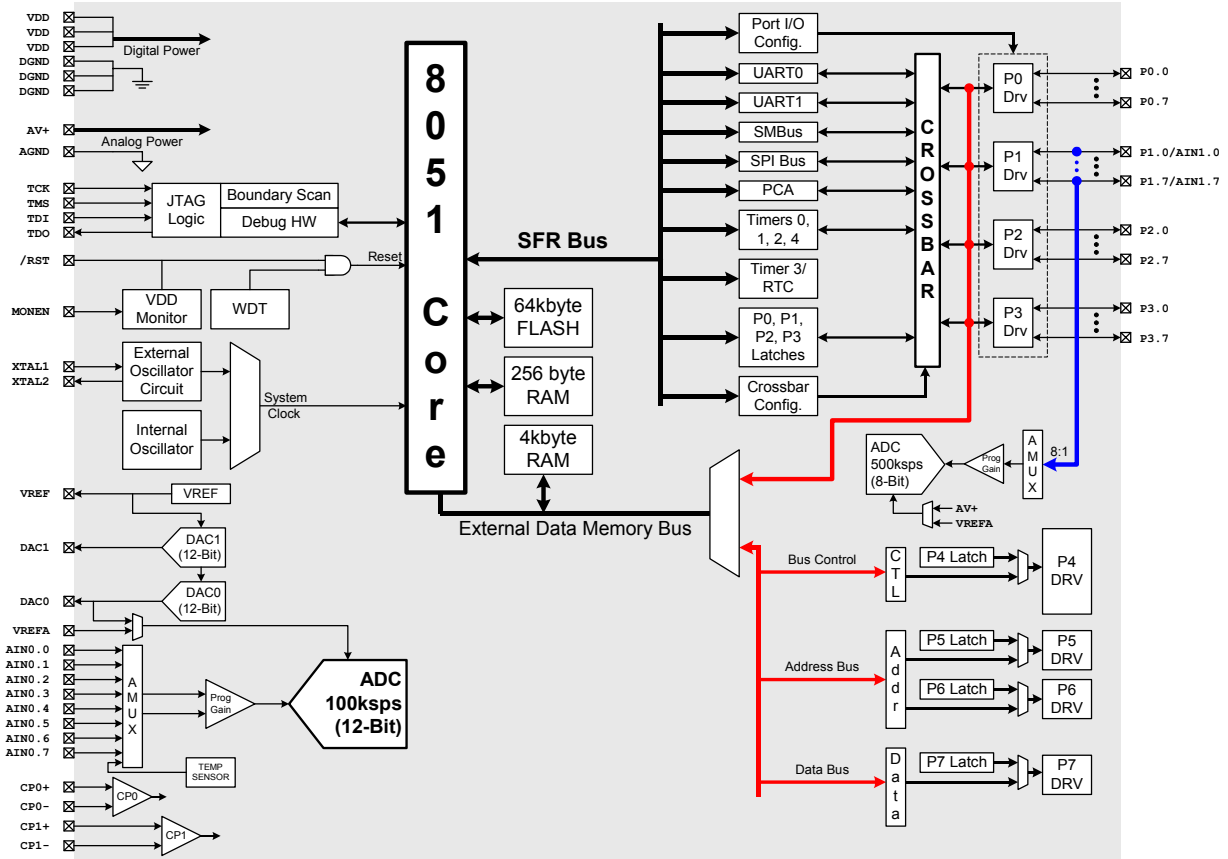 VDD
VDD
VDD
Digital Power
DGND
DGND
DGND
AV+
Analog Power
AGND
TCK
TMS
TDI
TDO
JTAG
Logic
Boundary Scan
Debug HW
/RST
Reset
MONEN
VDD
Monitor
WDT
XTAL1
XTAL2
External
Oscillator
Circuit
System
Clock
Internal
Oscillator
VREF
VREF
DAC1
DAC1
(12-Bit)
DAC0
DAC0
(12-Bit)
VREFA
AIN0.0
AIN0.1
AIN0.2
AIN0.3
AIN0.4
AIN0.5
AIN0.6
AIN0.7
AMUX
Prog
Gain
ADC
100ksps
(12-Bit)
TEMP
SENSOR
CP0+
CP0-
CP0
CP1+
CP1-
CP1
8051 Core
64kbyte
FLASH
256 byte
RAM
4kbyte
RAM
SFR Bus
External Data Memory Bus
Port I/O
Config.
UART0
UART1
SMBus
SPI Bus
PCA
Timers 0,
1, 2, 4
Timer 3/
RTC
P0, P1,
P2, P3
Latches
Crossbar
Config.
CROSSBAR
P0
Drv
P1
Drv
P2
Drv
P3
Drv
P0.0
P0.7
P1.0/AIN1.0
P1.7/AIN1.7
P2.0
P2.7
P3.0
P3.7
ADC
500ksps
(8-Bit)
Prog
Gain
AMUX
8:1
AV+
VREFA
Bus Control
CTL
P4 Latch
P4
DRV
Address Bus
Addr
P5 Latch
P5
DRV
P6 Latch
P6
DRV
Data Bus
Data
P7 Latch
P7
DRV